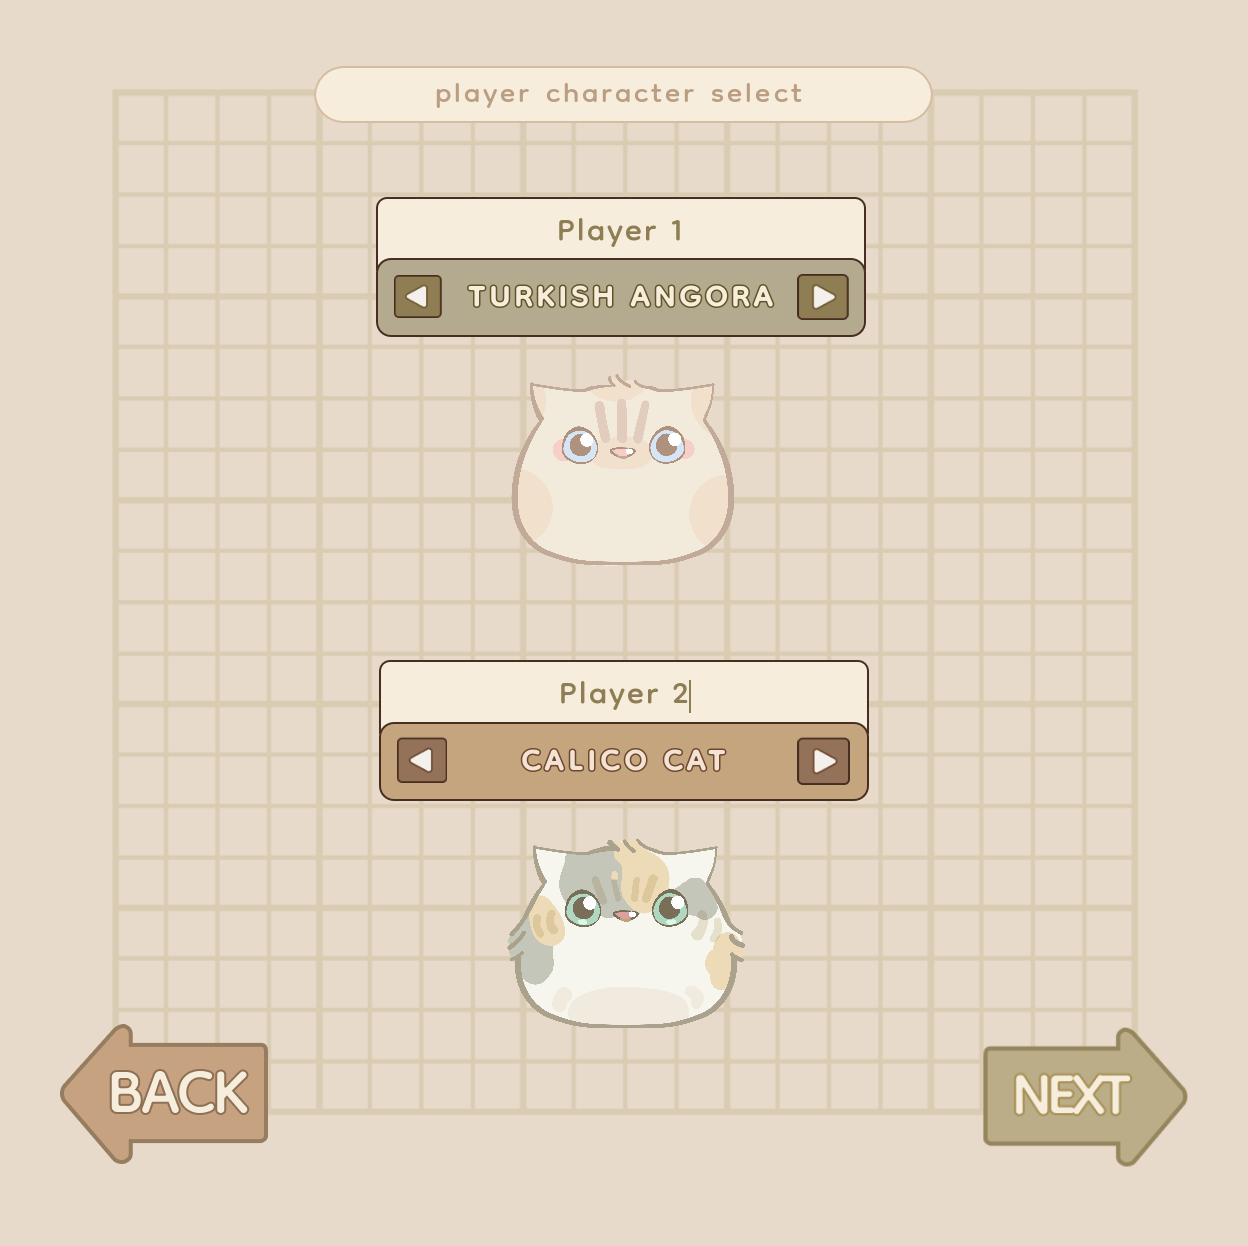 player character select
Player 1
TURKISH ANGORA
Player 2
CALICO CAT
BACK
NEXT